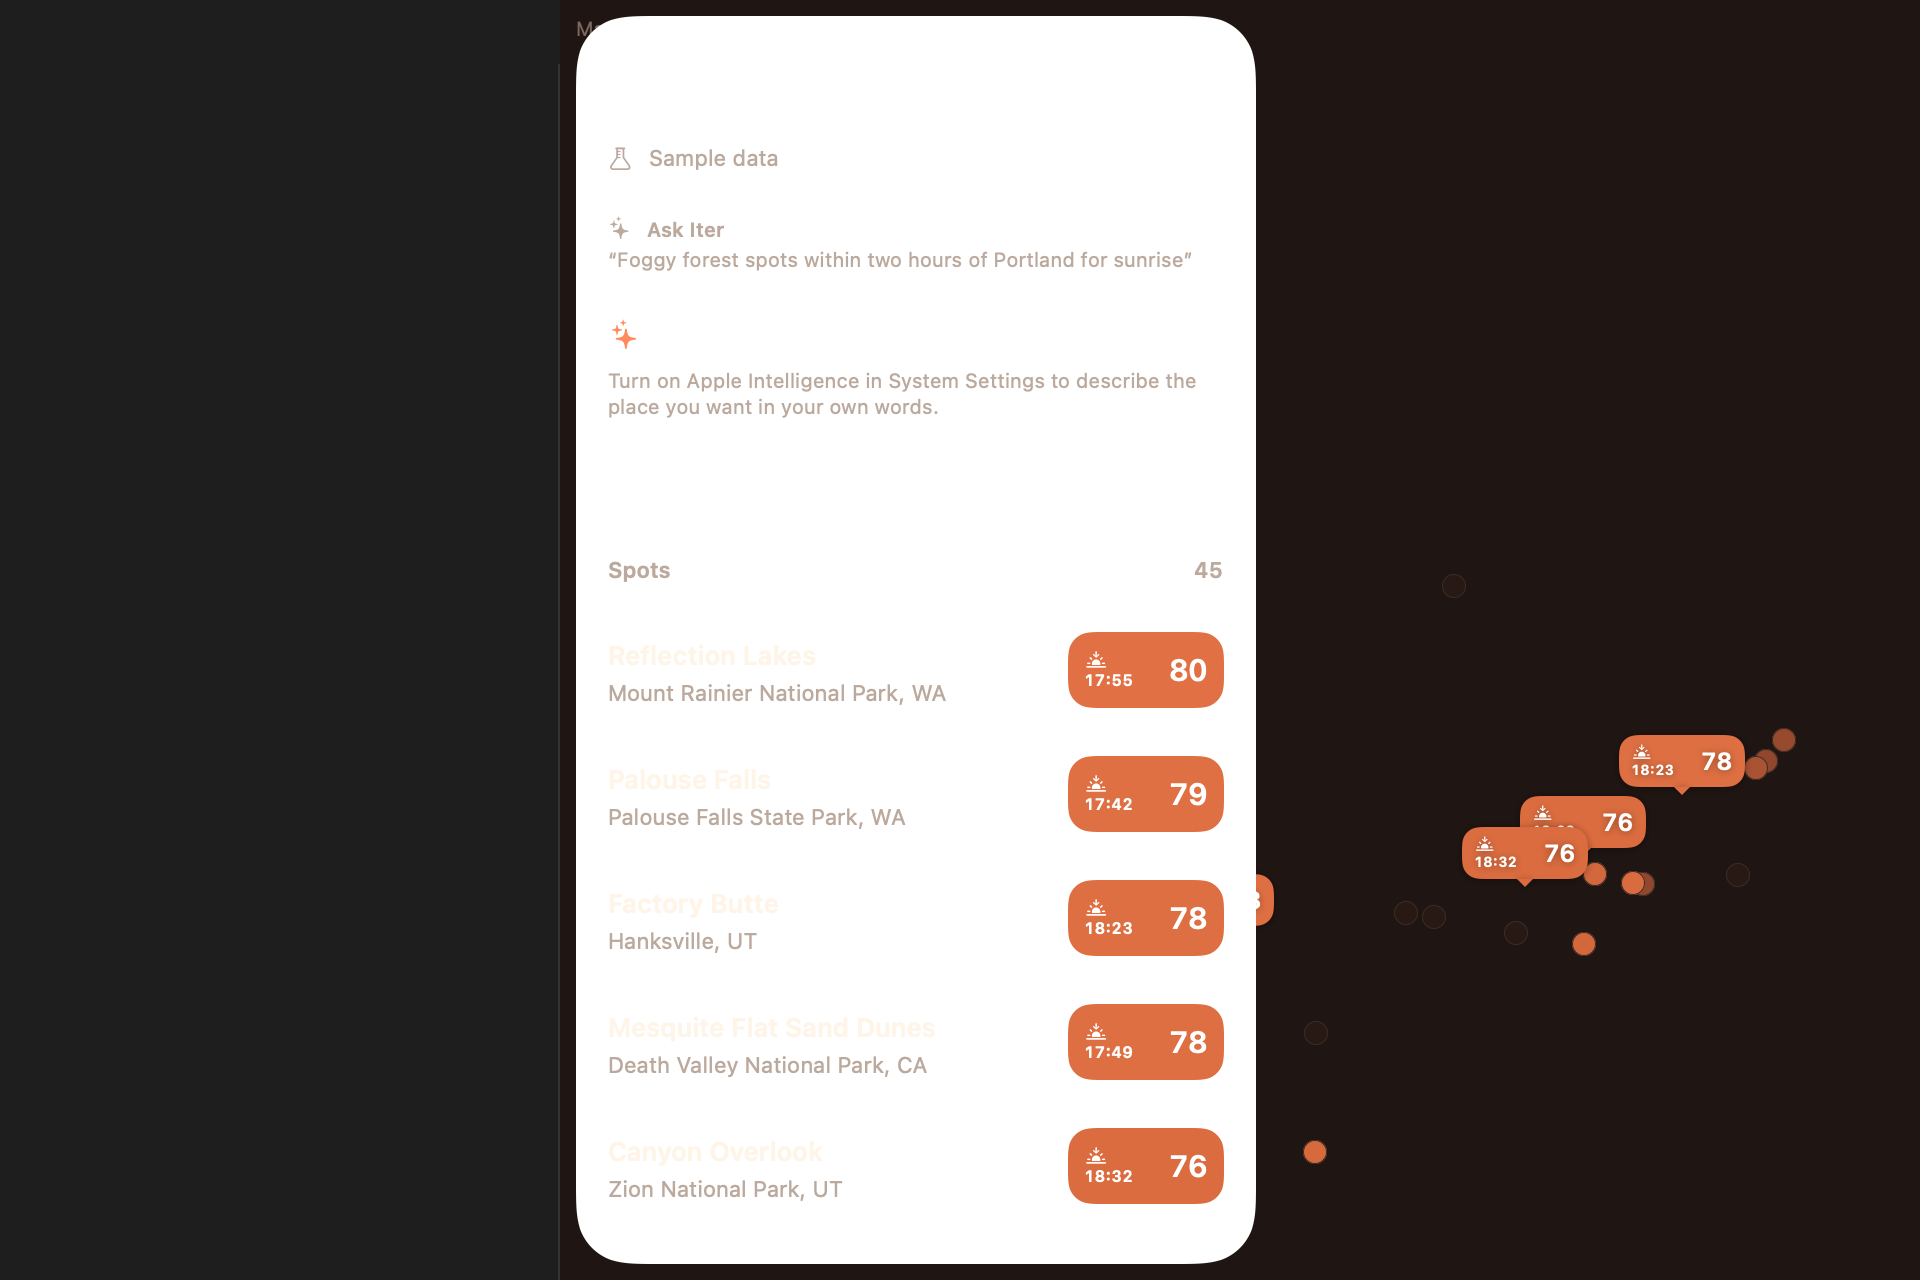 Sample data
Ask Iter
“Foggy forest spots within two hours of Portland for sunrise”
Turn on Apple Intelligence in System Settings to describe the
place you want in your own words.
Spots 45
Reflection Lakes
Mount Rainier National Park, WA
17:55 80
Palouse Falls
Palouse Falls State Park, WA
17:42 79
Factory Butte
Hanksville, UT
18:23 78
Mesquite Flat Sand Dunes
Death Valley National Park, CA
17:49 78
Canyon Overlook
Zion National Park, UT
18:32 76
18:23 78
76
18:32 76